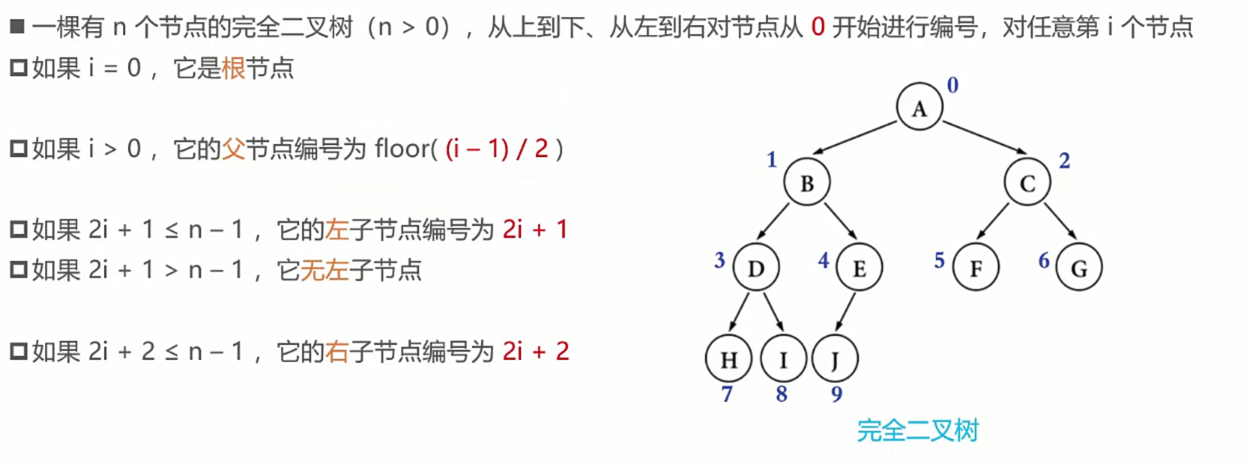 ■ 一棵有 n 个节点的完全二叉树（n > 0），从上到下、从左到右对节点从 0 开始进行编号，对任意第 i 个节点
如果 i = 0 ，它是根节点
如果 i > 0 ，它的父节点编号为 floor( (i – 1) / 2 )
如果 2i + 1 ≤ n – 1 ，它的左子节点编号为 2i + 1
如果 2i + 1 > n – 1 ，它无左子节点
如果 2i + 2 ≤ n – 1 ，它的右子节点编号为 2i + 2
0
A
1 2
B C
3 4 5 6
D E F G
H I J
7 8 9
完全二叉树